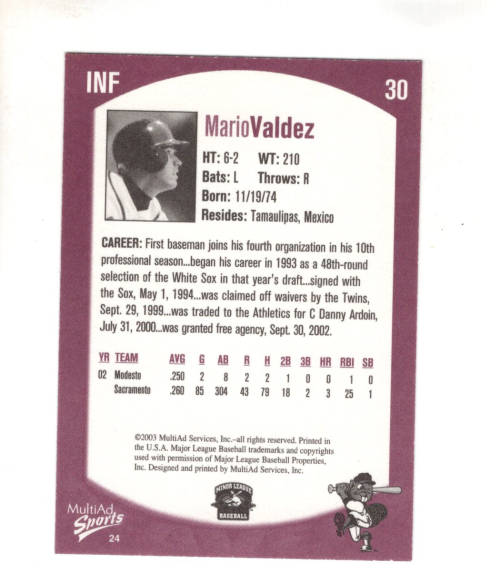 INF
30
MarioValdez
HT: 6-2 WT: 210
Bats: L Throws: R
Born: 11/19/74
Resides: Tamaulipas, Mexico
CAREER: First baseman joins his fourth organization in his 10th
professional season...began his career in 1993 as a 48th-round
selection of the White Sox in that year's draft...signed with
the Sox, May 1, 1994...was claimed off waivers by the Twins,
Sept. 29, 1999...was traded to the Athletics for C Danny Ardoin,
July 31, 2000...was granted free agency, Sept. 30, 2002.
YR TEAM AVG G AB R H 2B 3B HR RBI SB
02 Modesto .250 2 8 2 2 1 0 0 1 0
Sacramento .260 85 304 43 79 18 2 3 25 1
©2003 MultiAd Services, Inc.–all rights reserved. Printed in
the U.S.A. Major League Baseball trademarks and copyrights
used with permission of Major League Baseball Properties,
Inc. Designed and printed by MultiAd Services, Inc.
MINOR LEAGUE
BASEBALL
MultiAd
Sports
24